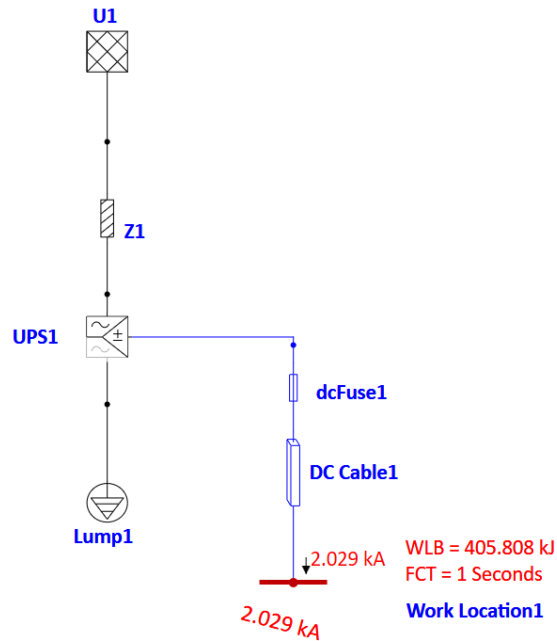 U1
Z1
UPS1
±
dcFuse1
DC Cable1
Lump1
2.029 kA
WLB = 405.808 kJ
FCT = 1 Seconds
Work Location1
2.029 kA